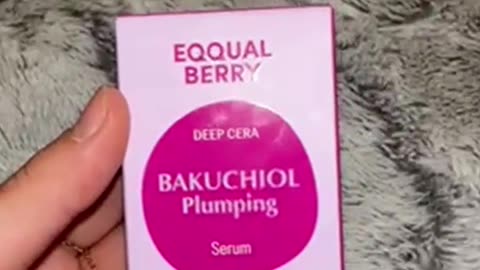 EQQUAL
BERRY
DEEP CERA
BAKUCHIOL
Plumping
Serum